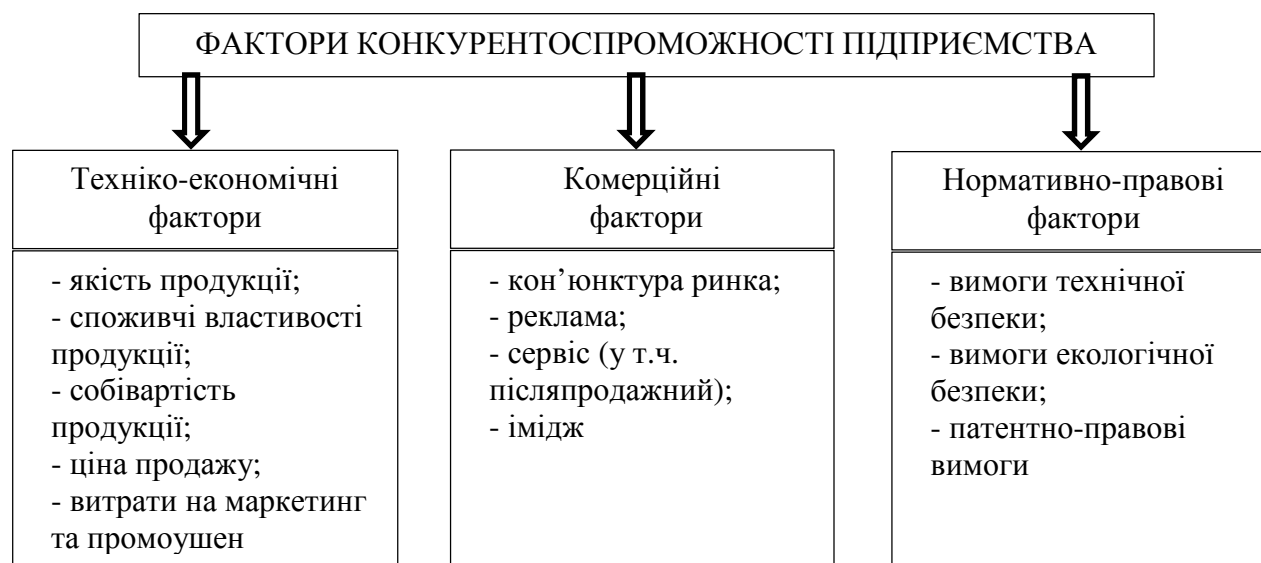 ФАКТОРИ КОНКУРЕНТОСПРОМОЖНОСТІ ПІДПРИЄМСТВА
Техніко-економічні
фактори
- якість продукції;
- споживчі властивості
продукції;
- собівартість
продукції;
- ціна продажу;
- витрати на маркетинг
та промоушен
Комерційні
фактори
- кон’юнктура ринка;
- реклама;
- сервіс (у т.ч.
післяпродажний);
- імідж
Нормативно-правові
фактори
- вимоги технічної
безпеки;
- вимоги екологічної
безпеки;
- патентно-правові
вимоги